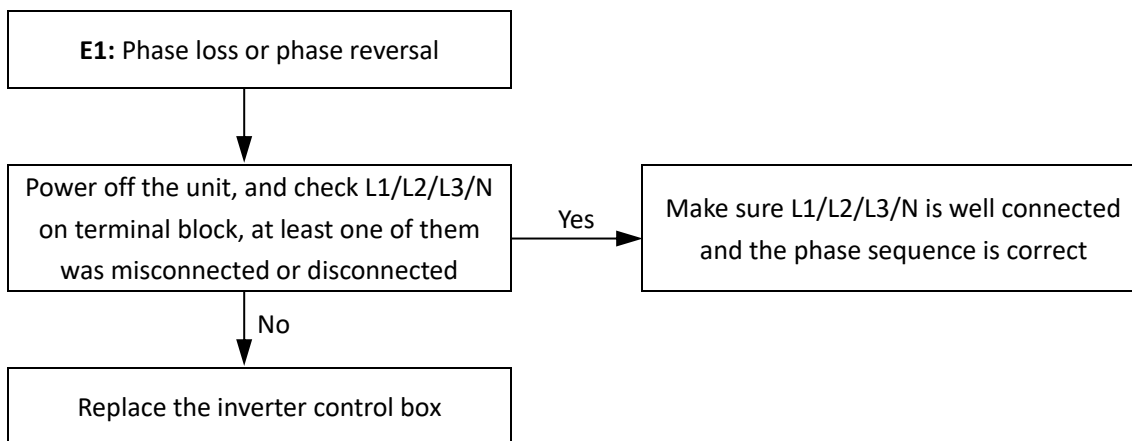 E1: Phase loss or phase reversal
Power off the unit, and check L1/L2/L3/N
on terminal block, at least one of them
was misconnected or disconnected
Yes
Make sure L1/L2/L3/N is well connected
and the phase sequence is correct
No
Replace the inverter control box